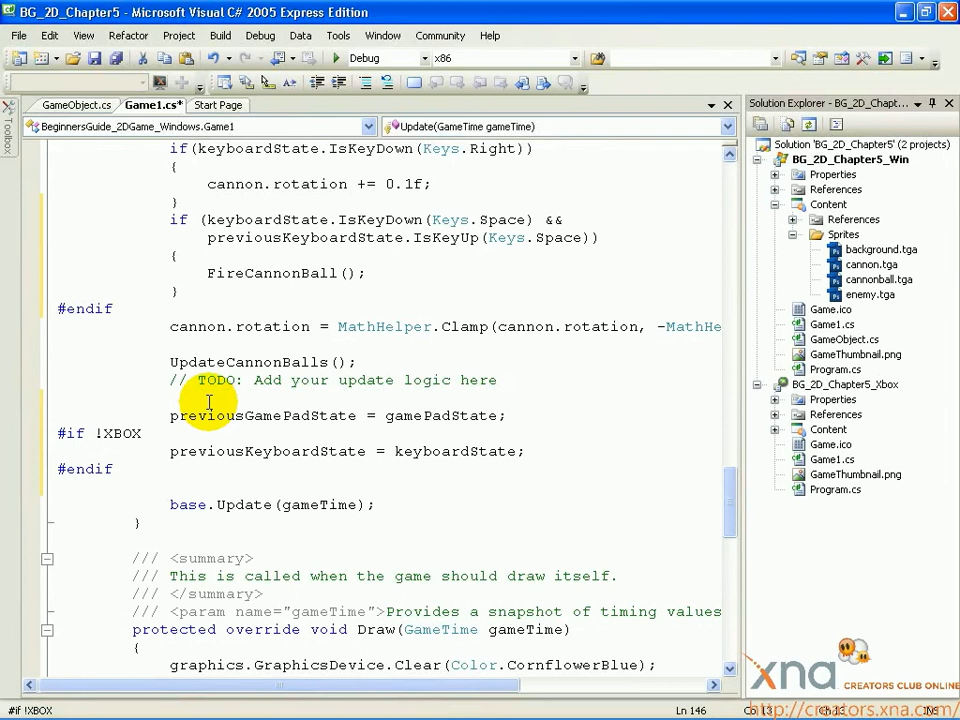 BG_2D_Chapter5 - Microsoft Visual C# 2005 Express Edition
File Edit View Refactor Project Build Debug Data Tools Window Community Help
Debug x86
GameObject.cs Game1.cs* Start Page
Toolbox
BeginnersGuide_2DGame_Windows.Game1 Update(GameTime gameTime)
if(keyboardState.IsKeyDown(Keys.Right))
{
cannon.rotation += 0.1f;
}
if (keyboardState.IsKeyDown(Keys.Space) &&
previousKeyboardState.IsKeyUp(Keys.Space))
{
FireCannonBall();
}
#endif
cannon.rotation = MathHelper.Clamp(cannon.rotation, -MathHe
UpdateCannonBalls();
// TODO: Add your update logic here
previousGamePadState = gamePadState;
#if !XBOX
previousKeyboardState = keyboardState;
#endif
base.Update(gameTime);
}
/// <summary>
/// This is called when the game should draw itself.
/// </summary>
/// <param name="gameTime">Provides a snapshot of timing values
protected override void Draw(GameTime gameTime)
{
graphics.GraphicsDevice.Clear(Color.CornflowerBlue);
Solution Explorer - BG_2D_Chapt...
Solution 'BG_2D_Chapter5' (2 projects)
BG_2D_Chapter5_Win
Properties
References
Content
References
Sprites
background.tga
cannon.tga
cannonball.tga
enemy.tga
Game.ico
Game1.cs
GameObject.cs
GameThumbnail.png
Program.cs
BG_2D_Chapter5_Xbox
Properties
References
Content
Game.ico
Game1.cs
GameThumbnail.png
Program.cs
xna CREATORS CLUB ONLINE
http://creators.xna.com/
#if !XBOX Ln 146 Col 13 Ch 13 INS